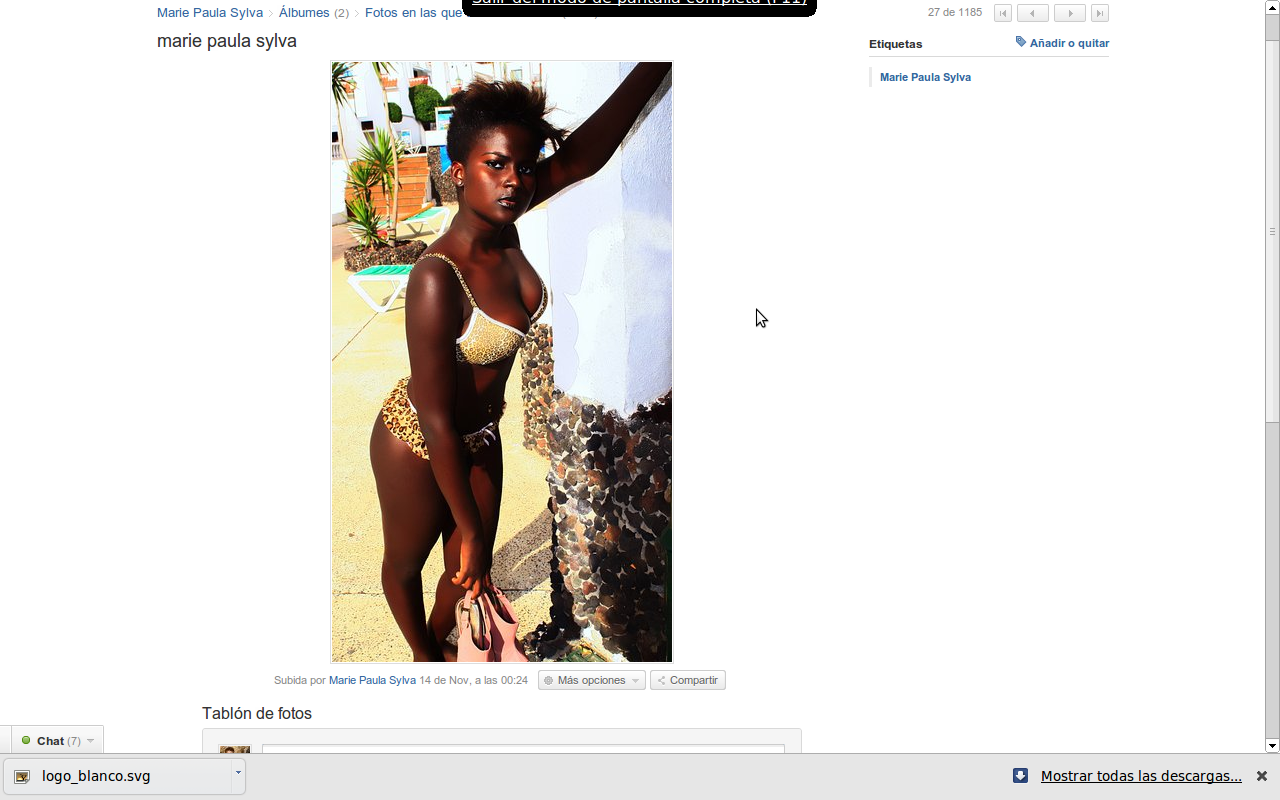 Salir del modo de pantalla completa (F11)
Marie Paula Sylva Álbumes (2) Fotos en las que
27 de 1185
marie paula sylva
Etiquetas
Añadir o quitar
Marie Paula Sylva
Subida por Marie Paula Sylva 14 de Nov, a las 00:24
Más opciones
Compartir
Tablón de fotos
Chat (7)
logo_blanco.svg
Mostrar todas las descargas...